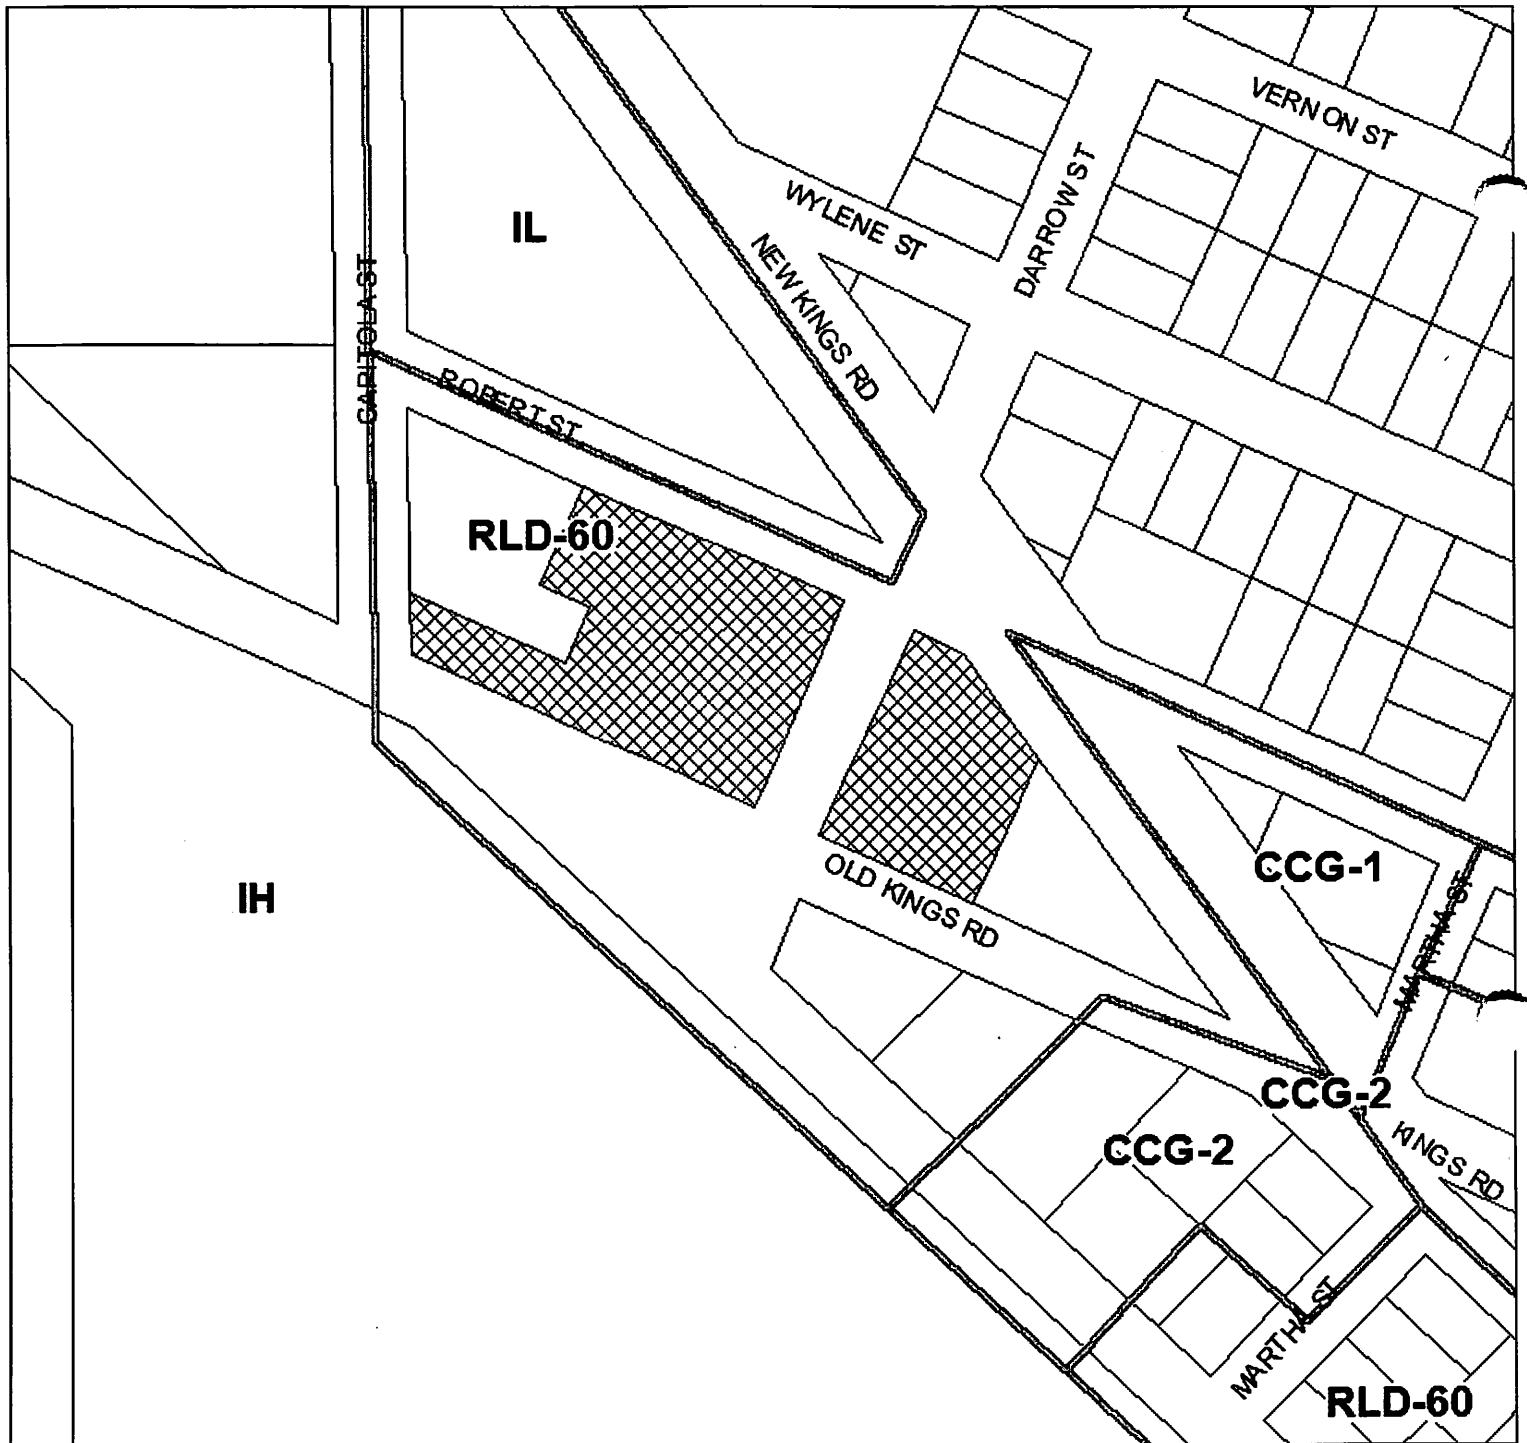 VERNON ST
WYLENE ST
DARROW ST
IL
NEW KINGS RD
CAPITOLA ST
ROBERT ST
RLD-60
CCG-1
OLD KINGS RD
MARTHA ST
IH
CCG-2
CCG-2
KINGS RD
MARTHA ST
RLD-60